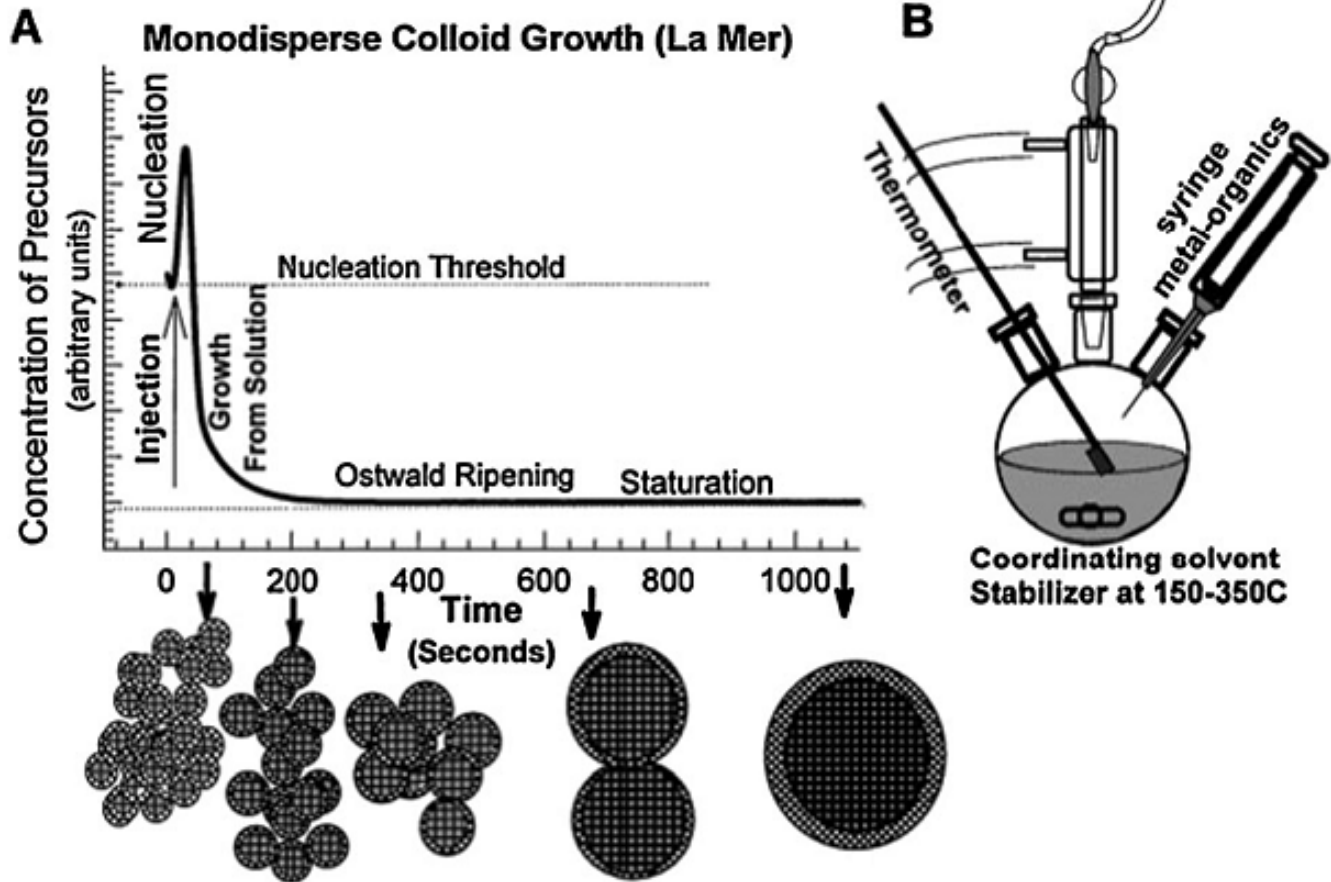 A
Monodisperse Colloid Growth (La Mer)
Concentration of Precursors
(arbitrary units)
Nucleation
Injection
Nucleation Threshold
Growth
From Solution
Ostwald Ripening
Staturation
0 200 400 600 800 1000
Time
(Seconds)
B
Thermometer
syringe
metal-organics
Coordinating solvent
Stabilizer at 150-350C